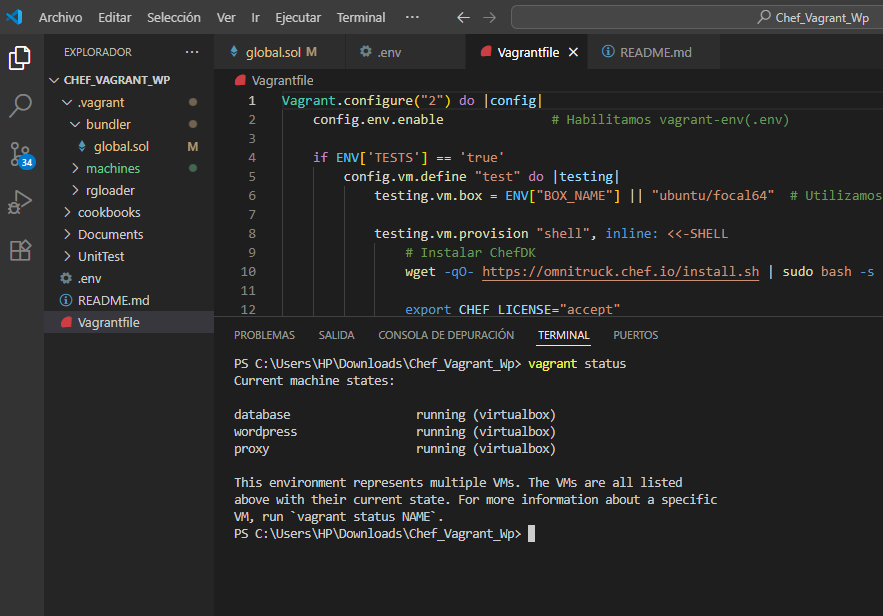 Archivo Editar Selección Ver Ir Ejecutar Terminal ··· Chef_Vagrant_Wp
EXPLORADOR ···
CHEF_VAGRANT_WP
.vagrant
bundler
global.sol M
machines
rgloader
cookbooks
Documents
UnitTest
.env
README.md
Vagrantfile
34
global.sol M .env Vagrantfile README.md
Vagrantfile
1 Vagrant.configure("2") do |config|
2 config.env.enable # Habilitamos vagrant-env(.env)
3
4 if ENV['TESTS'] == 'true'
5 config.vm.define "test" do |testing|
6 testing.vm.box = ENV["BOX_NAME"] || "ubuntu/focal64" # Utilizamos
7
8 testing.vm.provision "shell", inline: <<-SHELL
9 # Instalar ChefDK
10 wget -qO- https://omnitruck.chef.io/install.sh | sudo bash -s
11
12 export CHEF_LICENSE="accept"
PROBLEMAS SALIDA CONSOLA DE DEPURACIÓN TERMINAL PUERTOS
PS C:\Users\HP\Downloads\Chef_Vagrant_Wp> vagrant status
Current machine states:
database running (virtualbox)
wordpress running (virtualbox)
proxy running (virtualbox)
This environment represents multiple VMs. The VMs are all listed
above with their current state. For more information about a specific
VM, run `vagrant status NAME`.
PS C:\Users\HP\Downloads\Chef_Vagrant_Wp>